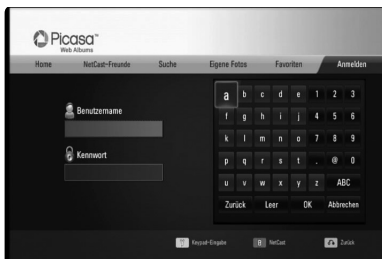 Picasa™
Web Albums
Home NetCast-Freunde Suche Eigene Fotos Favoriten Anmelden
Benutzername
Kennwort
a b c d e 1 2 3
f g h i j 4 5 6
k l m n o 7 8 9
p q r s t . @ 0
u v w x y z ABC
Zurück Leer OK Abbrechen
Keypad-Eingabe R NetCast Zurück